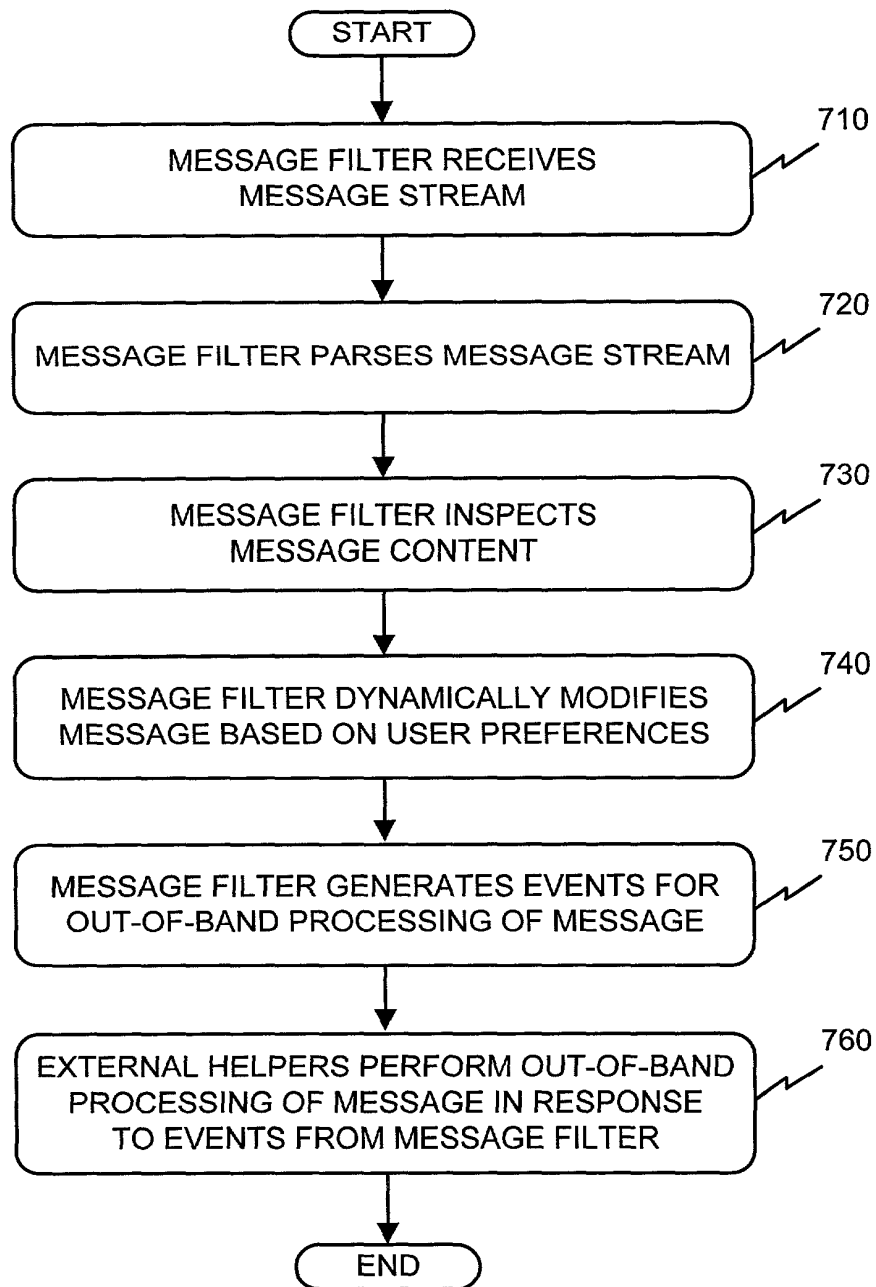 START
710
MESSAGE FILTER RECEIVES
MESSAGE STREAM
720
MESSAGE FILTER PARSES MESSAGE STREAM
730
MESSAGE FILTER INSPECTS
MESSAGE CONTENT
740
MESSAGE FILTER DYNAMICALLY MODIFIES
MESSAGE BASED ON USER PREFERENCES
750
MESSAGE FILTER GENERATES EVENTS FOR
OUT-OF-BAND PROCESSING OF MESSAGE
760
EXTERNAL HELPERS PERFORM OUT-OF-BAND
PROCESSING OF MESSAGE IN RESPONSE
TO EVENTS FROM MESSAGE FILTER
END